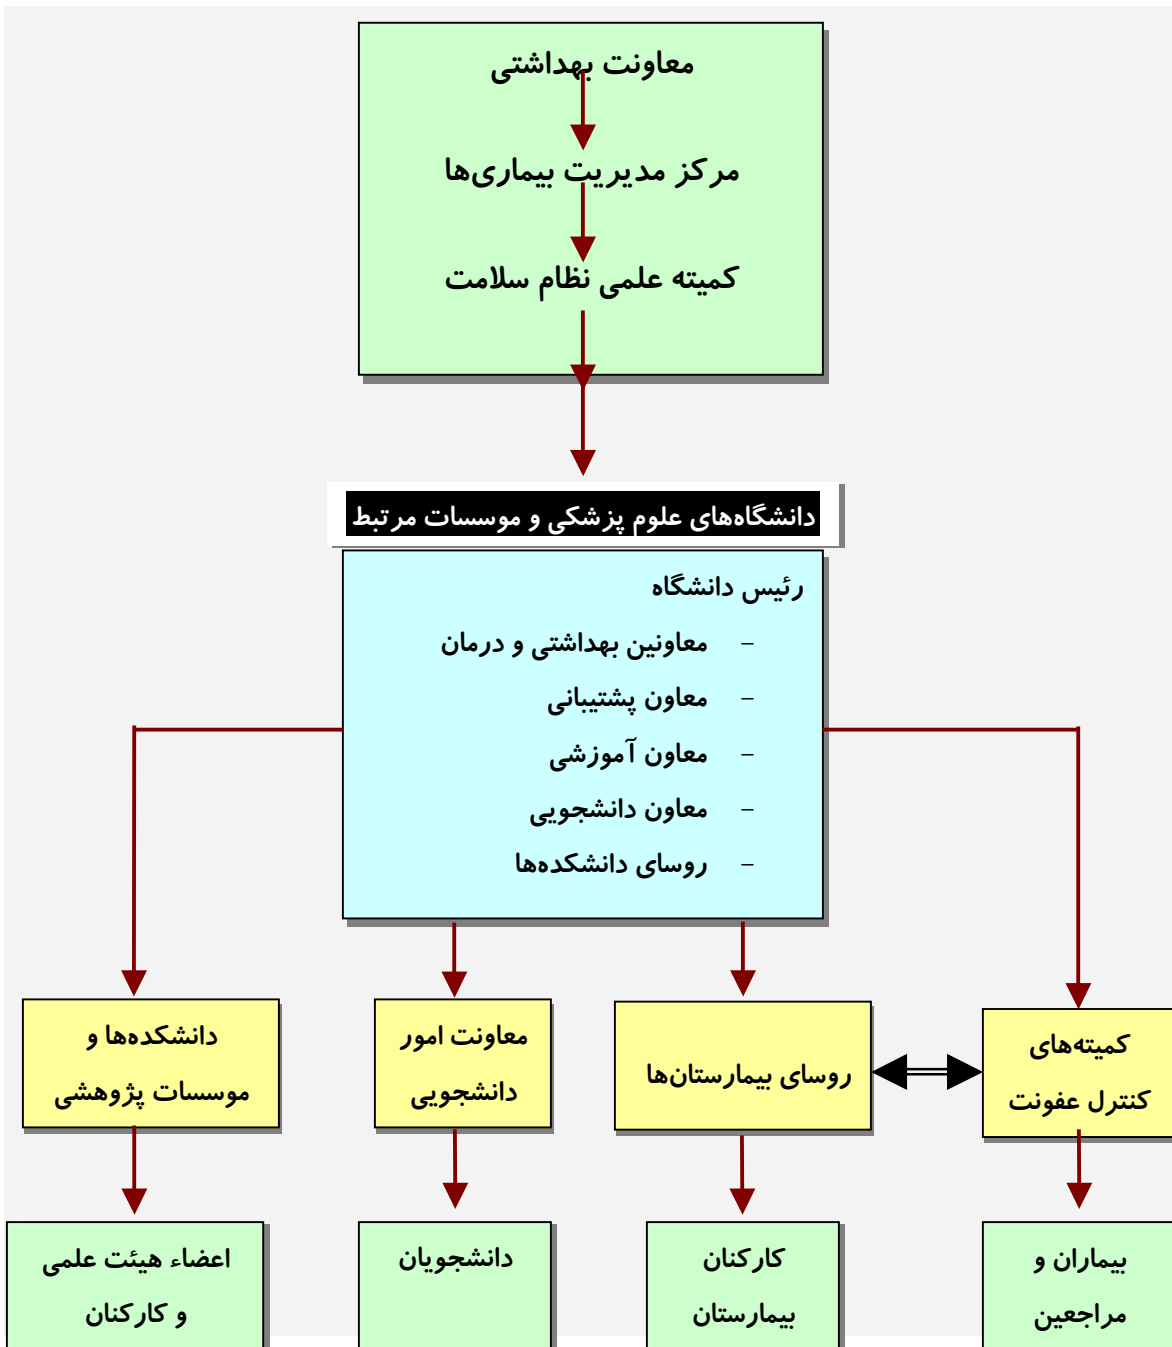 معاونت بهداشتی
مرکز مدیریت بیماری‌ها
کمیته علمی نظام سلامت
دانشگاه‌های علوم پزشکی و موسسات مرتبط
رئیس دانشگاه
– معاونین بهداشتی و درمان
– معاون پشتیبانی
– معاون آموزشی
– معاون دانشجویی
– روسای دانشکده‌ها
کمیته‌های
کنترل عفونت
روسای بیمارستان‌ها
معاونت امور
دانشجویی
دانشکده‌ها و
موسسات پژوهشی
بیماران و
مراجعین
کارکنان
بیمارستان
دانشجویان
اعضاء هیئت علمی
و کارکنان